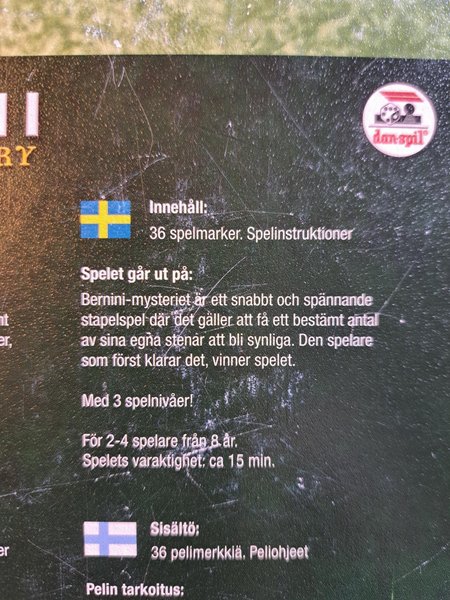 RY
dan-spil®
Innehåll:
36 spelmarker. Spelinstruktioner
Spelet går ut på:
Bernini-mysteriet är ett snabbt och spännande
stapelspel där det gäller att få ett bestämt antal
av sina egna stenar att bli synliga. Den spelare
som först klarar det, vinner spelet.
Med 3 spelnivåer!
För 2-4 spelare från 8 år.
Spelets varaktighet: ca 15 min.
Sisältö:
36 pelimerkkiä. Peliohjeet
Pelin tarkoitus: